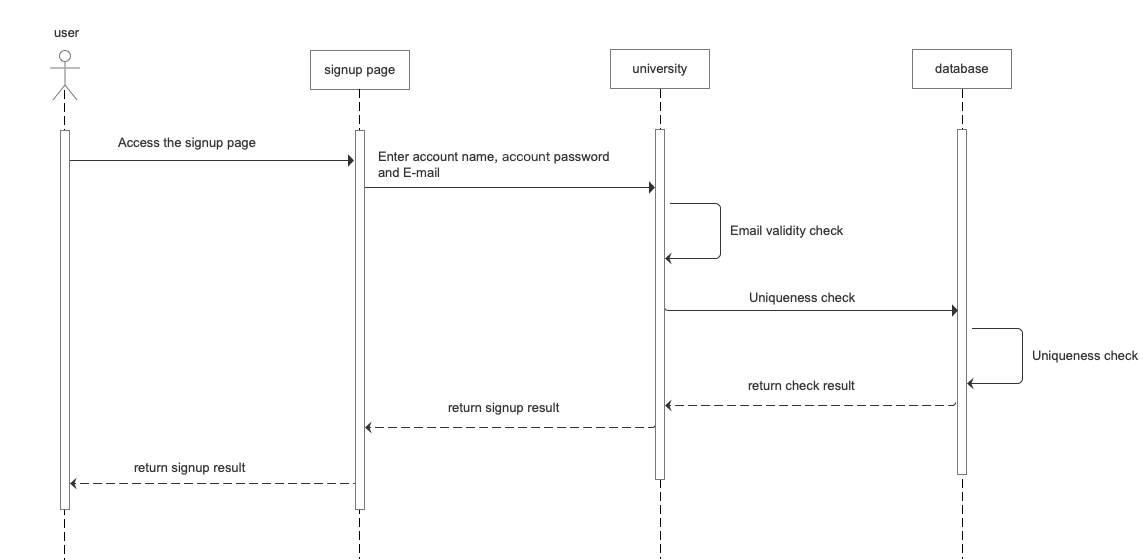 user
signup page
university
database
Access the signup page
Enter account name, account password
and E-mail
Email validity check
Uniqueness check
Uniqueness check
return check result
return signup result
return signup result